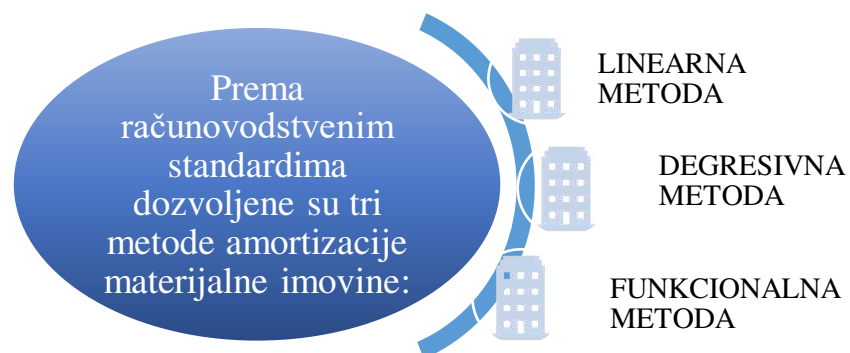 Prema
računovodstvenim
standardima
dozvoljene su tri
metode amortizacije
materijalne imovine:
LINEARNA
METODA
DEGRESIVNA
METODA
FUNKCIONALNA
METODA